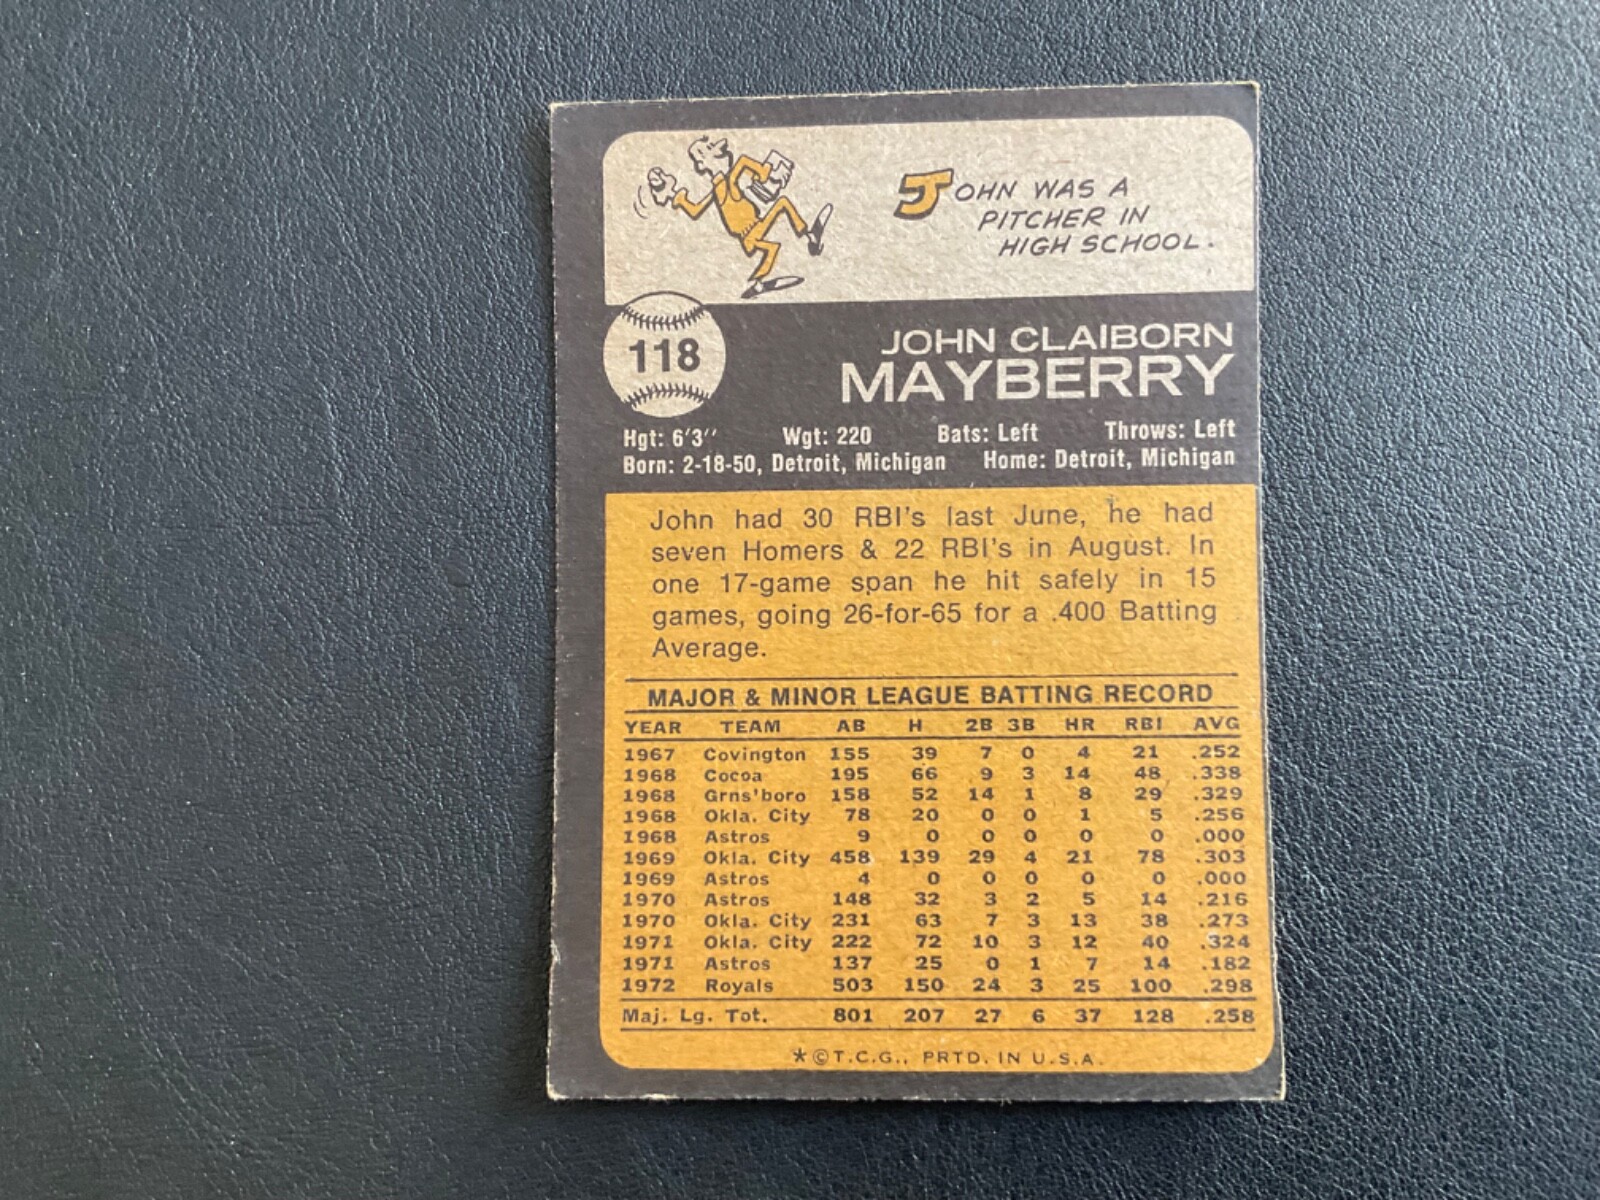 JOHN WAS A
PITCHER IN
HIGH SCHOOL.
118
JOHN CLAIBORN
MAYBERRY
Hgt: 6'3'' Wgt: 220 Bats: Left Throws: Left
Born: 2-18-50, Detroit, Michigan Home: Detroit, Michigan
John had 30 RBI's last June, he had
seven Homers & 22 RBI's in August. In
one 17-game span he hit safely in 15
games, going 26-for-65 for a .400 Batting
Average.
MAJOR & MINOR LEAGUE BATTING RECORD
YEAR TEAM AB H 2B 3B HR RBI AVG
1967 Covington 155 39 7 0 4 21 .252
1968 Cocoa 195 66 9 3 14 48 .338
1968 Grns'boro 158 52 14 1 8 29 .329
1968 Okla. City 78 20 0 0 1 5 .256
1968 Astros 9 0 0 0 0 0 .000
1969 Okla. City 458 139 29 4 21 78 .303
1969 Astros 4 0 0 0 0 0 .000
1970 Astros 148 32 3 2 5 14 .216
1970 Okla. City 231 63 7 3 13 38 .273
1971 Okla. City 222 72 10 3 12 40 .324
1971 Astros 137 25 0 1 7 14 .182
1972 Royals 503 150 24 3 25 100 .298
Maj. Lg. Tot. 801 207 27 6 37 128 .258
*©T.C.G., PRTD. IN U.S.A.